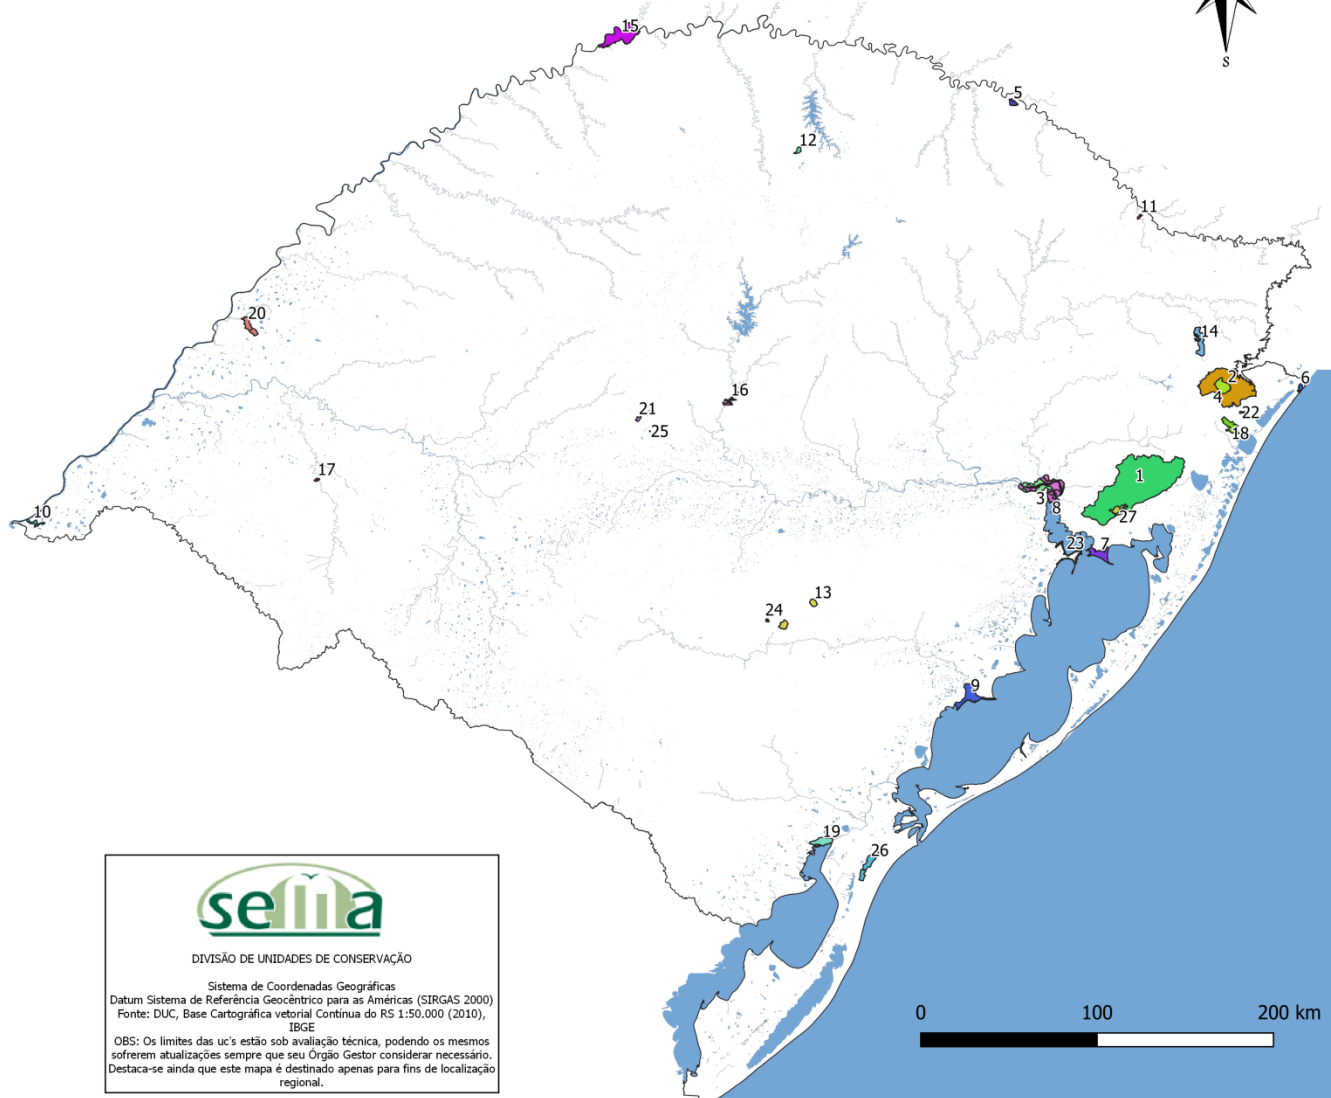 S
15
5
12
11
20
14
2
6
4
16
21
22
25
18
17
1
3
8
10
27
23
7
13
24
9
19
26
sema
DIVISÃO DE UNIDADES DE CONSERVAÇÃO
Sistema de Coordenadas Geográficas
Datum Sistema de Referência Geocêntrico para as Américas (SIRGAS 2000)
Fonte: DUC, Base Cartográfica vetorial Contínua do RS 1:50.000 (2010),
IBGE
OBS: Os limites das uc's estão sob avaliação técnica, podendo os mesmos
sofrerem atualizações sempre que seu Órgão Gestor considerar necessário.
Destaca-se ainda que este mapa é destinado apenas para fins de localização
regional.
0 100 200 km